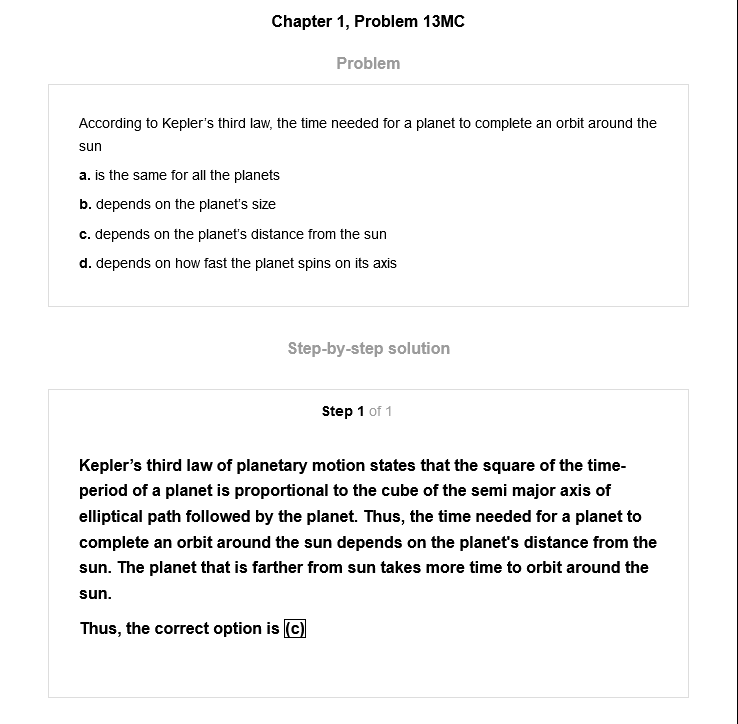 Chapter 1, Problem 13MC
Problem
According to Kepler's third law, the time needed for a planet to complete an orbit around the
sun
a. is the same for all the planets
b. depends on the planet's size
c. depends on the planet's distance from the sun
d. depends on how fast the planet spins on its axis
Step-by-step solution
Step 1 of 1
Kepler’s third law of planetary motion states that the square of the time-
period of a planet is proportional to the cube of the semi major axis of
elliptical path followed by the planet. Thus, the time needed for a planet to
complete an orbit around the sun depends on the planet's distance from the
sun. The planet that is farther from sun takes more time to orbit around the
sun.
Thus, the correct option is (c)